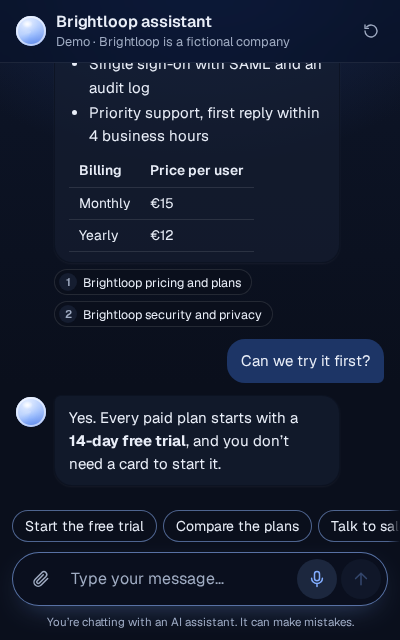 Brightloop assistant
Demo · Brightloop is a fictional company
Single sign-on with SAML and an
audit log
Priority support, first reply within
4 business hours
Billing Price per user
Monthly €15
Yearly €12
1 Brightloop pricing and plans
2 Brightloop security and privacy
Can we try it first?
Yes. Every paid plan starts with a
14-day free trial, and you don’t
need a card to start it.
Start the free trial Compare the plans Talk to sal
Type your message...
You’re chatting with an AI assistant. It can make mistakes.